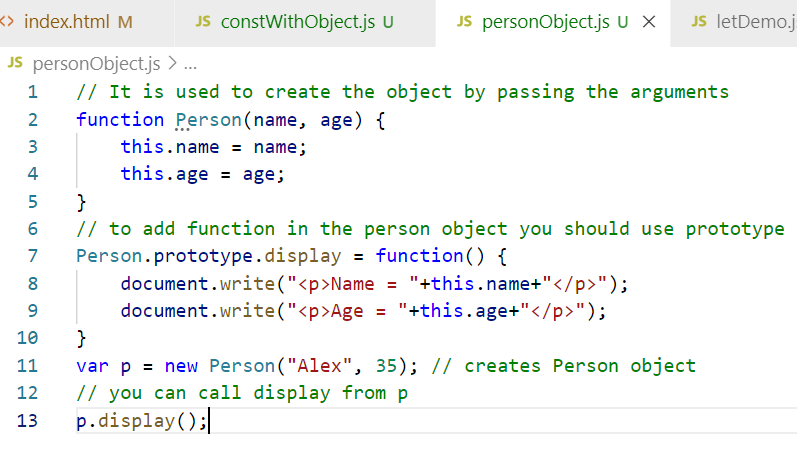 <> index.html M JS constWithObject.js U JS personObject.js U × JS letDemo.j
JS personObject.js > ...
1 // It is used to create the object by passing the arguments
2 function Person(name, age) {
3 this.name = name;
4 this.age = age;
5 }
6 // to add function in the person object you should use prototype
7 Person.prototype.display = function() {
8 document.write("<p>Name = "+this.name+"</p>");
9 document.write("<p>Age = "+this.age+"</p>");
10 }
11 var p = new Person("Alex", 35); // creates Person object
12 // you can call display from p
13 p.display();